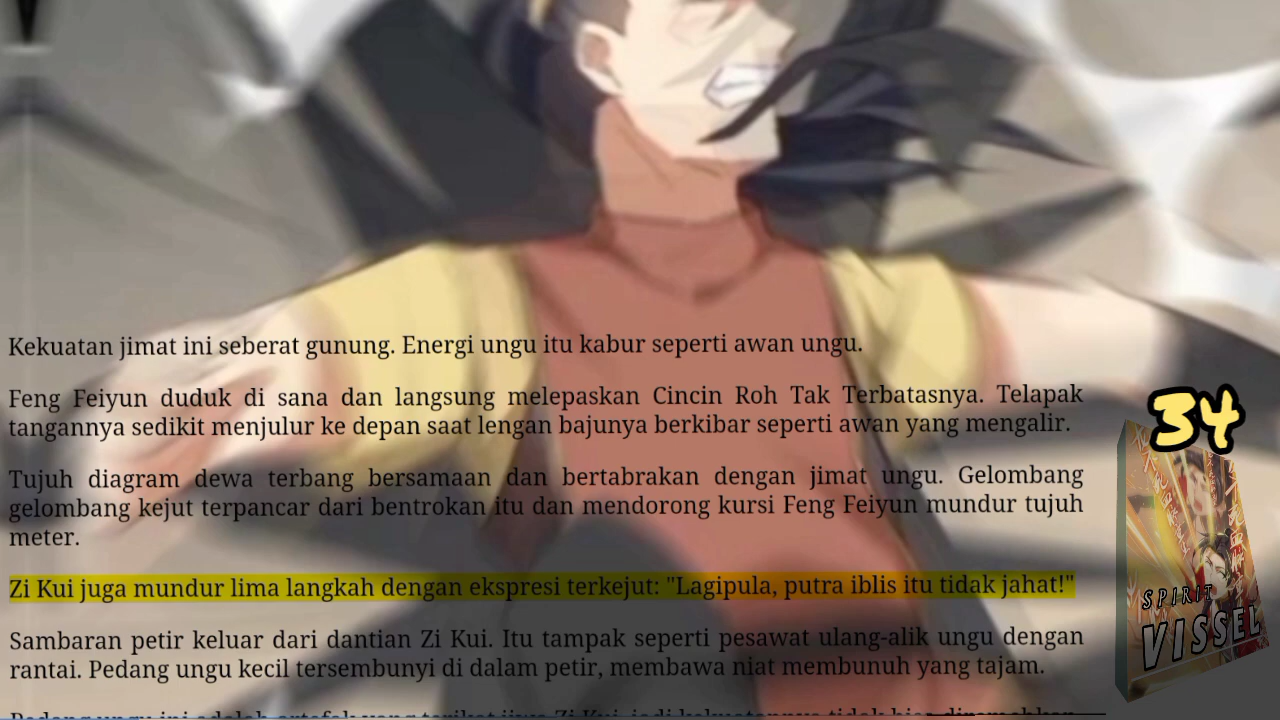 Kekuatan jimat ini seberat gunung. Energi ungu itu kabur seperti awan ungu.
Feng Feiyun duduk di sana dan langsung melepaskan Cincin Roh Tak Terbatasnya. Telapak
tangannya sedikit menjulur ke depan saat lengan bajunya berkibar seperti awan yang mengalir.
Tujuh diagram dewa terbang bersamaan dan bertabrakan dengan jimat ungu. Gelombang
gelombang kejut terpancar dari bentrokan itu dan mendorong kursi Feng Feiyun mundur tujuh
meter.
Zi Kui juga mundur lima langkah dengan ekspresi terkejut: "Lagipula, putra iblis itu tidak jahat!"
Sambaran petir keluar dari dantian Zi Kui. Itu tampak seperti pesawat ulang-alik ungu dengan
rantai. Pedang ungu kecil tersembunyi di dalam petir, membawa niat membunuh yang tajam.
34
SPIRIT
VISSEL